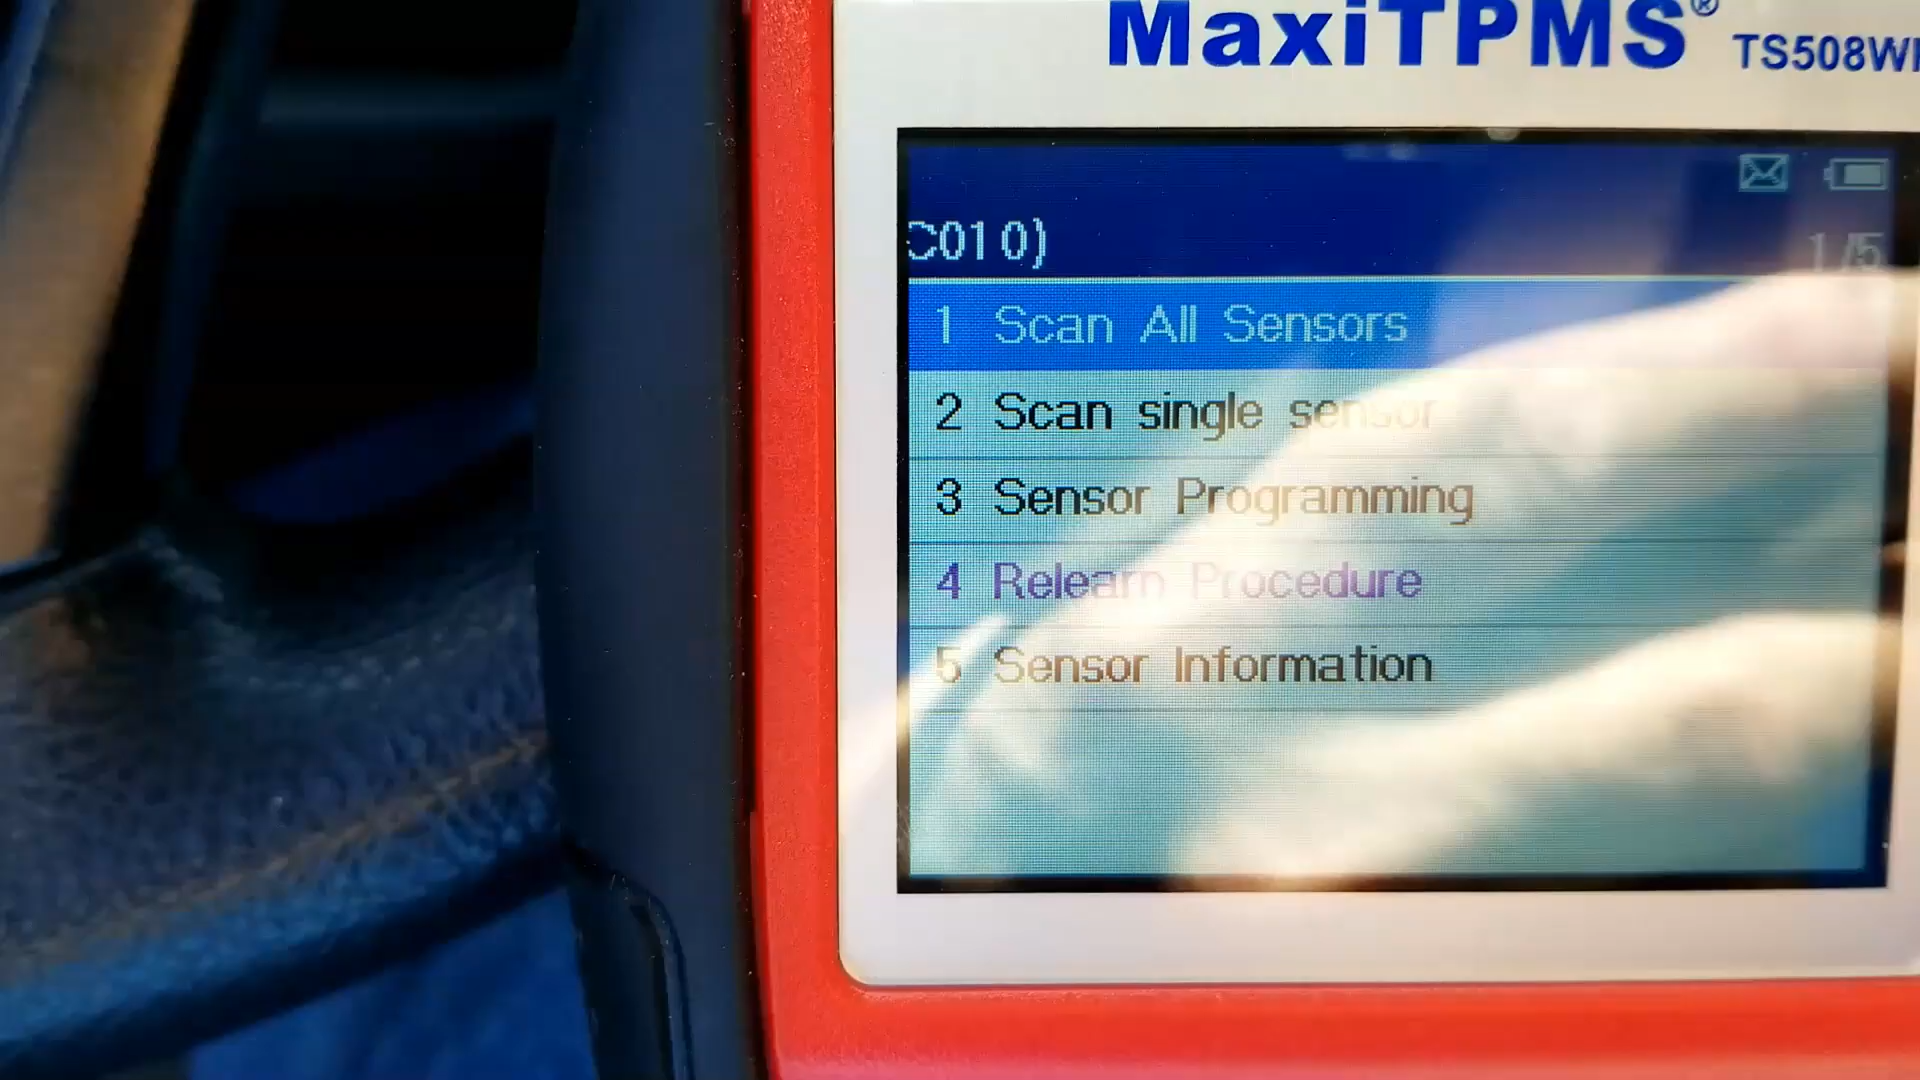 MaxiTPMS®
TS508W
C010)
1/5
1 Scan All Sensors
2 Scan single sensor
3 Sensor Programming
4 Relearn Procedure
5 Sensor Information